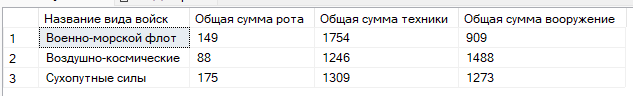 Название вида войск Общая сумма рота Общая сумма техники Общая сумма вооружение
1 Военно-морской флот 149 1754 909
2 Воздушно-космические 88 1246 1488
3 Сухопутные силы 175 1309 1273